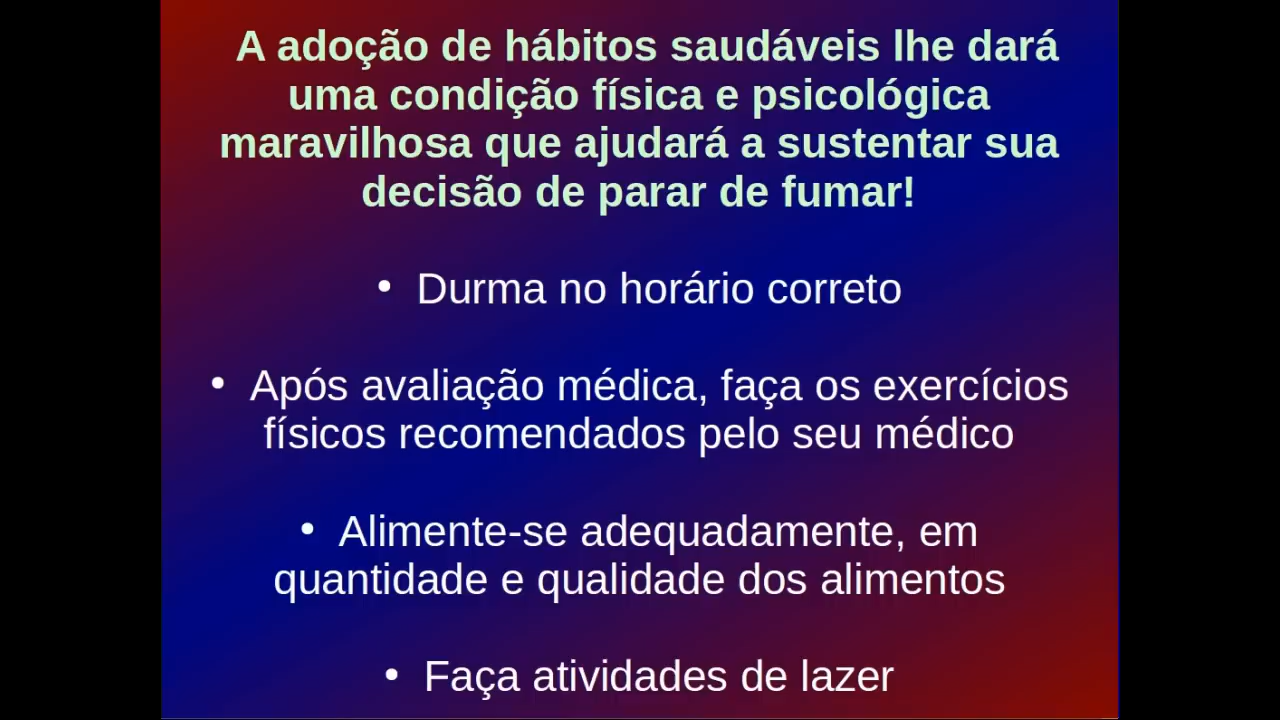 A adoção de hábitos saudáveis lhe dará
uma condição física e psicológica
maravilhosa que ajudará a sustentar sua
decisão de parar de fumar!
• Durma no horário correto
• Após avaliação médica, faça os exercícios
físicos recomendados pelo seu médico
• Alimente-se adequadamente, em
quantidade e qualidade dos alimentos
• Faça atividades de lazer